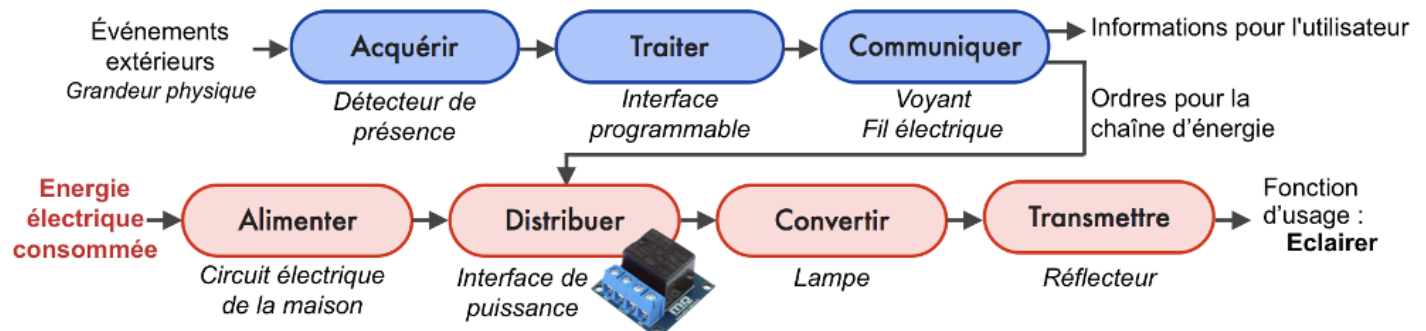 Événements
extérieurs
Grandeur physique
Acquérir
Traiter
Communiquer
Informations pour l'utilisateur
Détecteur de
présence
Interface
programmable
Voyant
Fil électrique
Ordres pour la
chaîne d'énergie
Energie
électrique
consommée
Alimenter
Distribuer
Convertir
Transmettre
Fonction
d'usage :
Eclairer
Circuit électrique
de la maison
Interface de
puissance
Lampe
Réflecteur